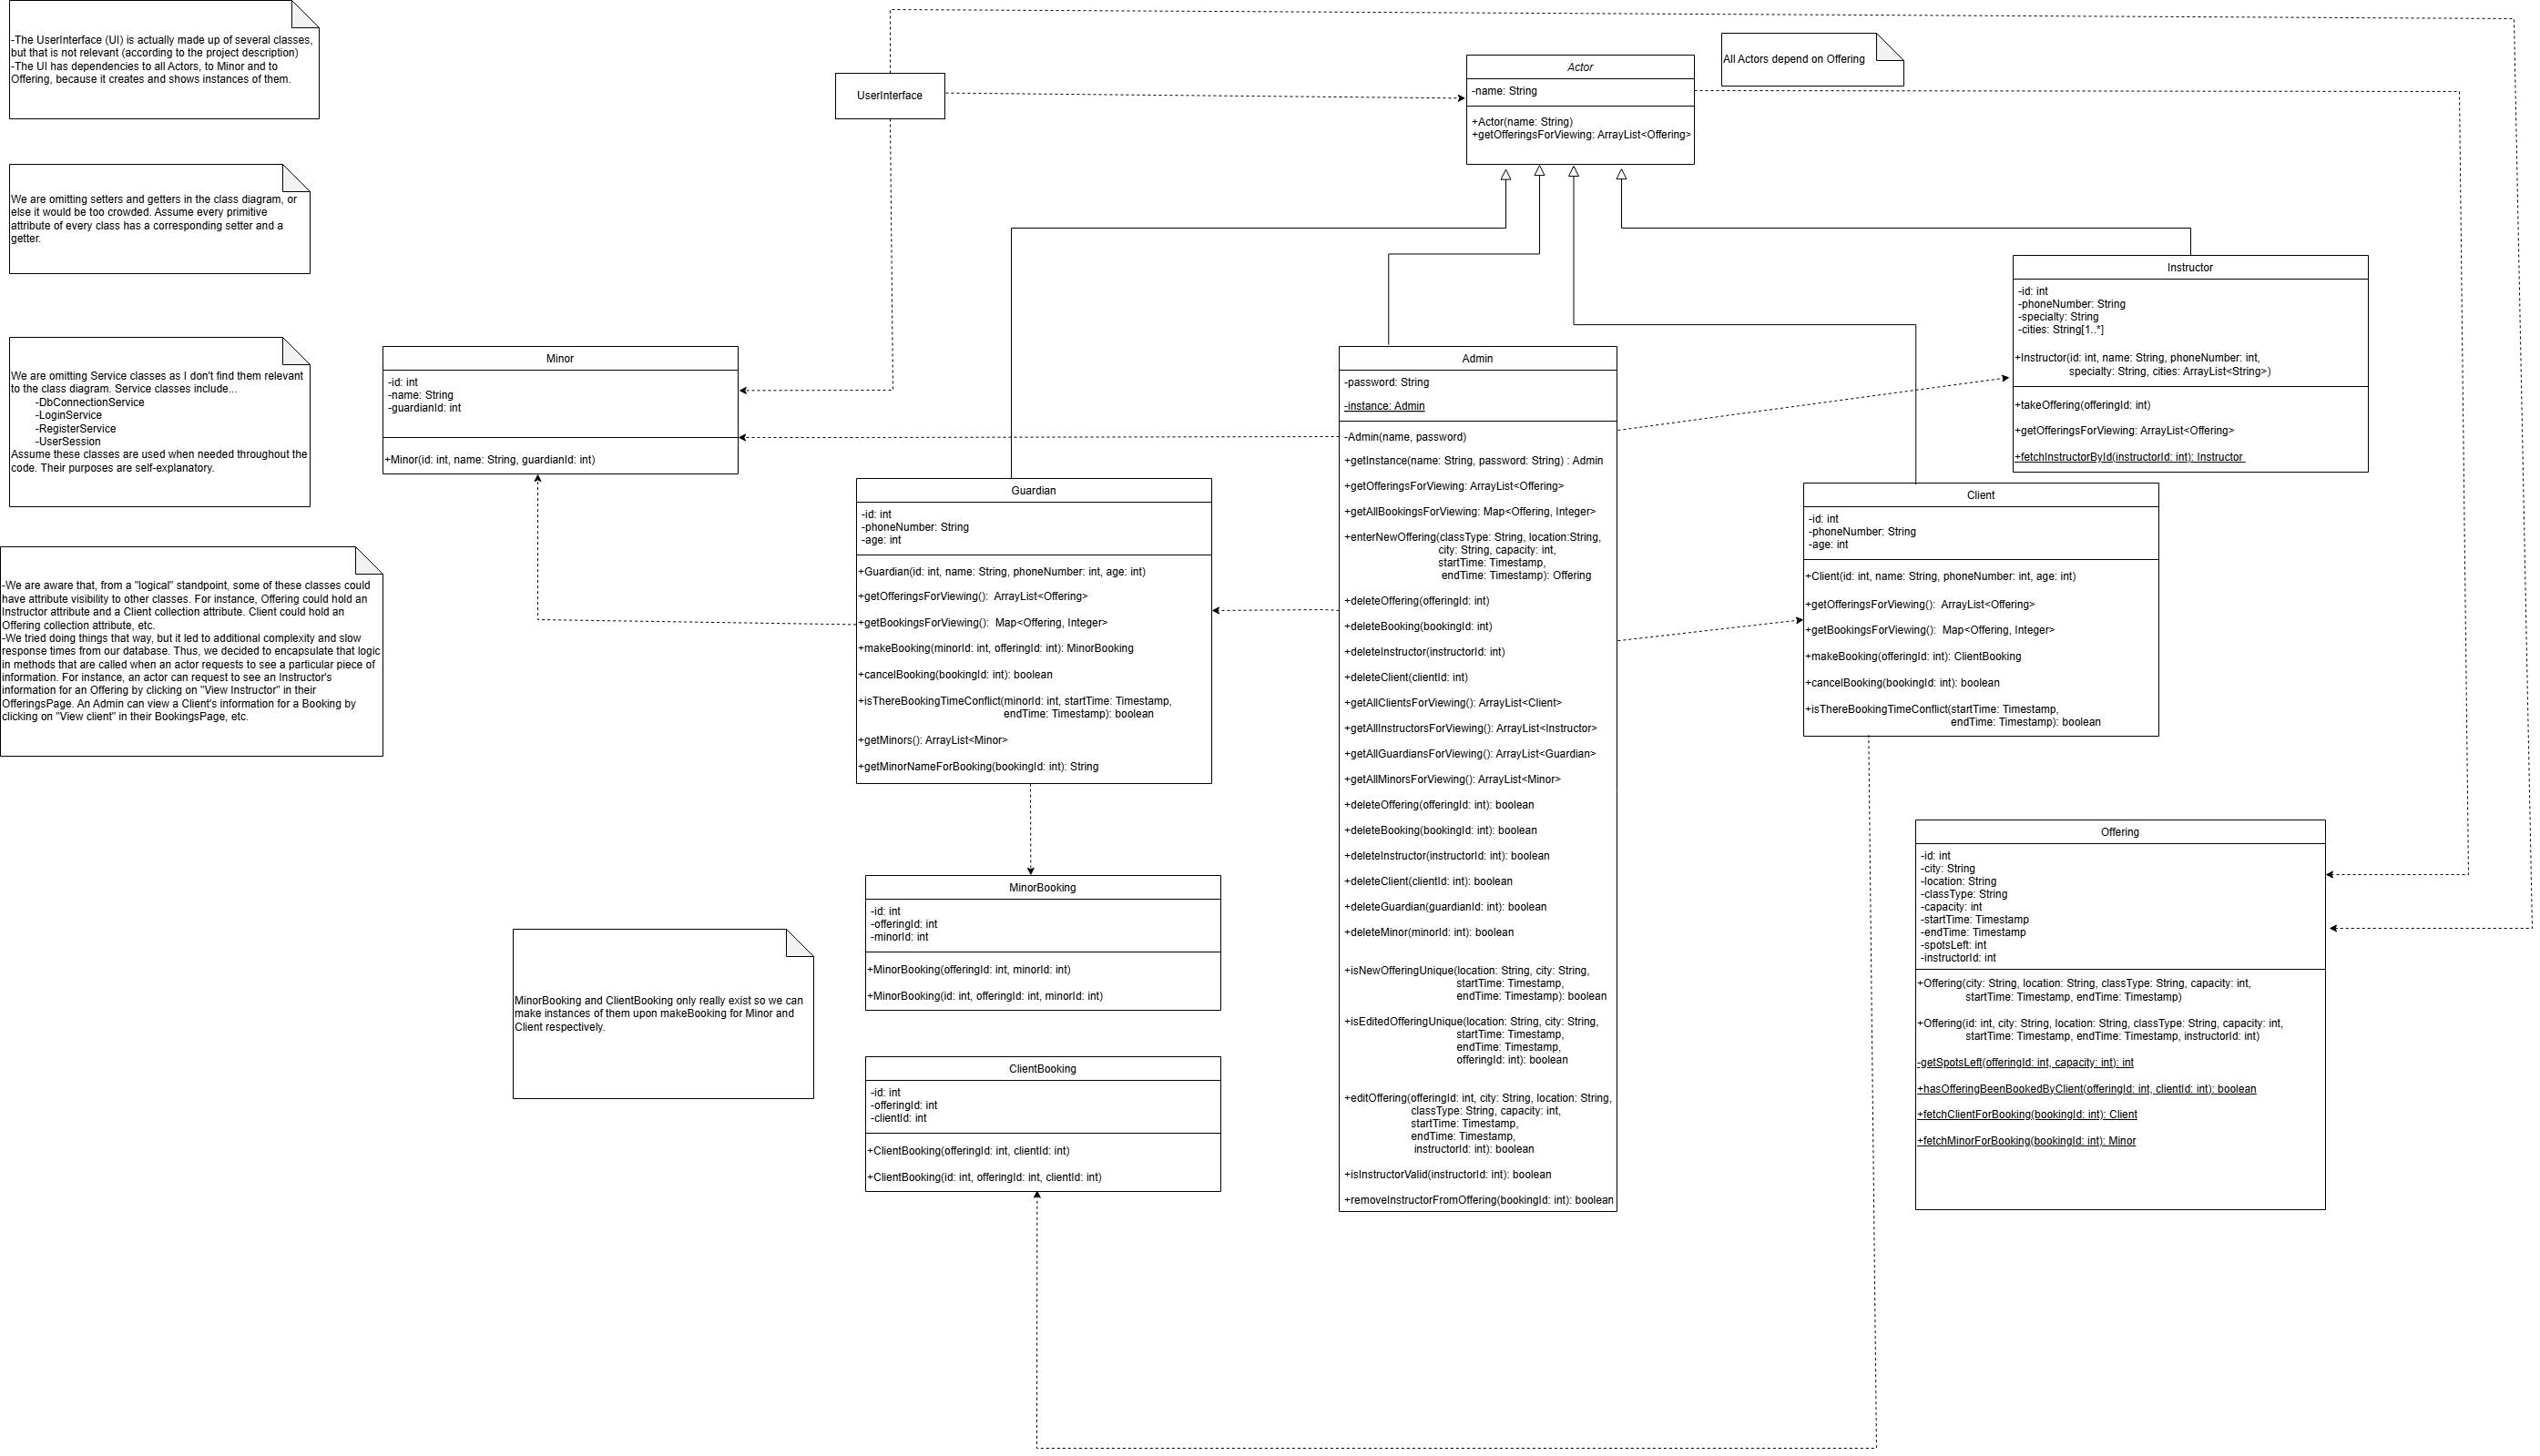 -The UserInterface (UI) is actually made up of several classes,
but that is not relevant (according to the project description)
-The UI has dependencies to all Actors, to Minor and to
Offering, because it creates and shows instances of them.
We are omitting setters and getters in the class diagram, or
else it would be too crowded. Assume every primitive
attribute of every class has a corresponding setter and a
getter.
We are omitting Service classes as I don't find them relevant
to the class diagram. Service classes include...
-DbConnectionService
-LoginService
-RegisterService
-UserSession
Assume these classes are used when needed throughout the
code. Their purposes are self-explanatory.
-We are aware that, from a "logical" standpoint, some of these classes could
have attribute visibility to other classes. For instance, Offering could hold an
Instructor attribute and a Client collection attribute. Client could hold an
Offering collection attribute, etc.
-We tried doing things that way, but it led to additional complexity and slow
response times from our database. Thus, we decided to encapsulate that logic
in methods that are called when an actor requests to see a particular piece of
information. For instance, an actor can request to see an Instructor's
information for an Offering by clicking on "View Instructor" in their
OfferingsPage. An Admin can view a Client's information for a Booking by
clicking on "View client" in their BookingsPage, etc.
UserInterface
Actor
-name: String
+Actor(name: String)
+getOfferingsForViewing: ArrayList<Offering>
All Actors depend on Offering
Minor
-id: int
-name: String
-guardianId: int
+Minor(id: int, name: String, guardianId: int)
Guardian
-id: int
-phoneNumber: String
-age: int
+Guardian(id: int, name: String, phoneNumber: int, age: int)
+getOfferingsForViewing(): ArrayList<Offering>
+getBookingsForViewing(): Map<Offering, Integer>
+makeBooking(minorId: int, offeringId: int): MinorBooking
+cancelBooking(bookingId: int): boolean
+isThereBookingTimeConflict(minorId: int, startTime: Timestamp,
endTime: Timestamp): boolean
+getMinors(): ArrayList<Minor>
+getMinorNameForBooking(bookingId: int): String
Admin
-password: String
-instance: Admin
-Admin(name, password)
+getInstance(name: String, password: String) : Admin
+getOfferingsForViewing: ArrayList<Offering>
+getAllBookingsForViewing: Map<Offering, Integer>
+enterNewOffering(classType: String, location:String,
city: String, capacity: int,
startTime: Timestamp,
endTime: Timestamp): Offering
+deleteOffering(offeringId: int)
+deleteBooking(bookingId: int)
+deleteInstructor(instructorId: int)
+deleteClient(clientId: int)
+getAllClientsForViewing(): ArrayList<Client>
+getAllInstructorsForViewing(): ArrayList<Instructor>
+getAllGuardiansForViewing(): ArrayList<Guardian>
+getAllMinorsForViewing(): ArrayList<Minor>
+deleteOffering(offeringId: int): boolean
+deleteBooking(bookingId: int): boolean
+deleteInstructor(instructorId: int): boolean
+deleteClient(clientId: int): boolean
+deleteGuardian(guardianId: int): boolean
+deleteMinor(minorId: int): boolean
+isNewOfferingUnique(location: String, city: String,
startTime: Timestamp,
endTime: Timestamp): boolean
+isEditedOfferingUnique(location: String, city: String,
startTime: Timestamp,
endTime: Timestamp,
offeringId: int): boolean
+editOffering(offeringId: int, city: String, location: String,
classType: String, capacity: int,
startTime: Timestamp,
endTime: Timestamp,
instructorId: int): boolean
+isInstructorValid(instructorId: int): boolean
+removeInstructorFromOffering(bookingId: int): boolean
Instructor
-id: int
-phoneNumber: String
-specialty: String
-cities: String[1..*]
+Instructor(id: int, name: String, phoneNumber: int,
specialty: String, cities: ArrayList<String>)
+takeOffering(offeringId: int)
+getOfferingsForViewing: ArrayList<Offering>
+fetchInstructorById(instructorId: int): Instructor
Client
-id: int
-phoneNumber: String
-age: int
+Client(id: int, name: String, phoneNumber: int, age: int)
+getOfferingsForViewing(): ArrayList<Offering>
+getBookingsForViewing(): Map<Offering, Integer>
+makeBooking(offeringId: int): ClientBooking
+cancelBooking(bookingId: int): boolean
+isThereBookingTimeConflict(startTime: Timestamp,
endTime: Timestamp): boolean
Offering
-id: int
-city: String
-location: String
-classType: String
-capacity: int
-startTime: Timestamp
-endTime: Timestamp
-spotsLeft: int
-instructorId: int
+Offering(city: String, location: String, classType: String, capacity: int,
startTime: Timestamp, endTime: Timestamp)
+Offering(id: int, city: String, location: String, classType: String, capacity: int,
startTime: Timestamp, endTime: Timestamp, instructorId: int)
-getSpotsLeft(offeringId: int, capacity: int): int
+hasOfferingBeenBookedByClient(offeringId: int, clientId: int): boolean
+fetchClientForBooking(bookingId: int): Client
+fetchMinorForBooking(bookingId: int): Minor
MinorBooking and ClientBooking only really exist so we can
make instances of them upon makeBooking for Minor and
Client respectively.
MinorBooking
-id: int
-offeringId: int
-minorId: int
+MinorBooking(offeringId: int, minorId: int)
+MinorBooking(id: int, offeringId: int, minorId: int)
ClientBooking
-id: int
-offeringId: int
-clientId: int
+ClientBooking(offeringId: int, clientId: int)
+ClientBooking(id: int, offeringId: int, clientId: int)